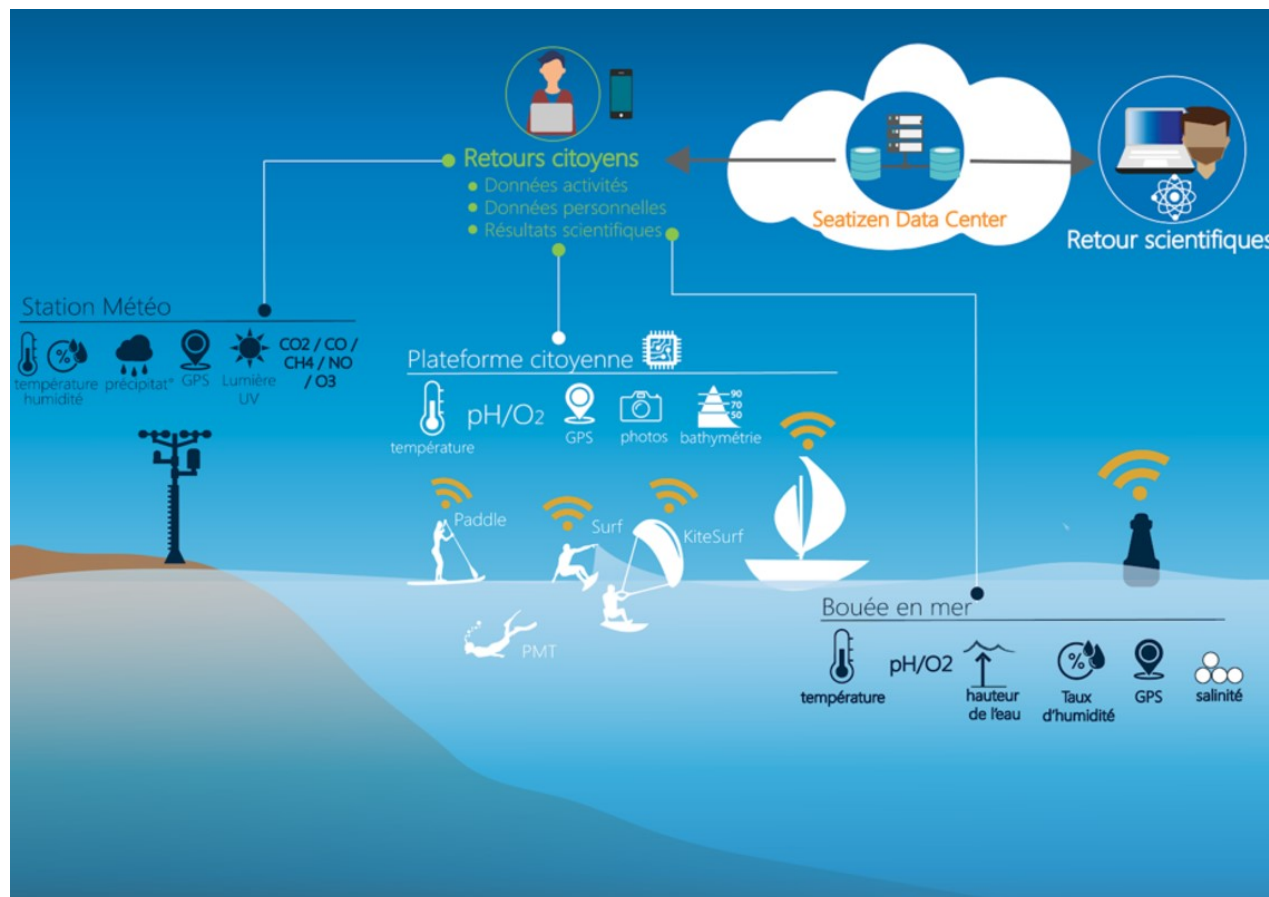 Retours citoyens
Données activités
Données personnelles
Résultats scientifiques
Seatizen Data Center
Retour scientifiques
Station Météo
température
humidité
précipitat°
GPS
Lumière
UV
CO2 / CO /
CH4 / NO
/ O3
Plateforme citoyenne
température
pH/O2
GPS
photos
90
70
50
bathymétrie
Paddle
Surf
KiteSurf
PMT
Bouée en mer
température
pH/O2
hauteur
de l'eau
Taux
d'humidité
GPS
salinité